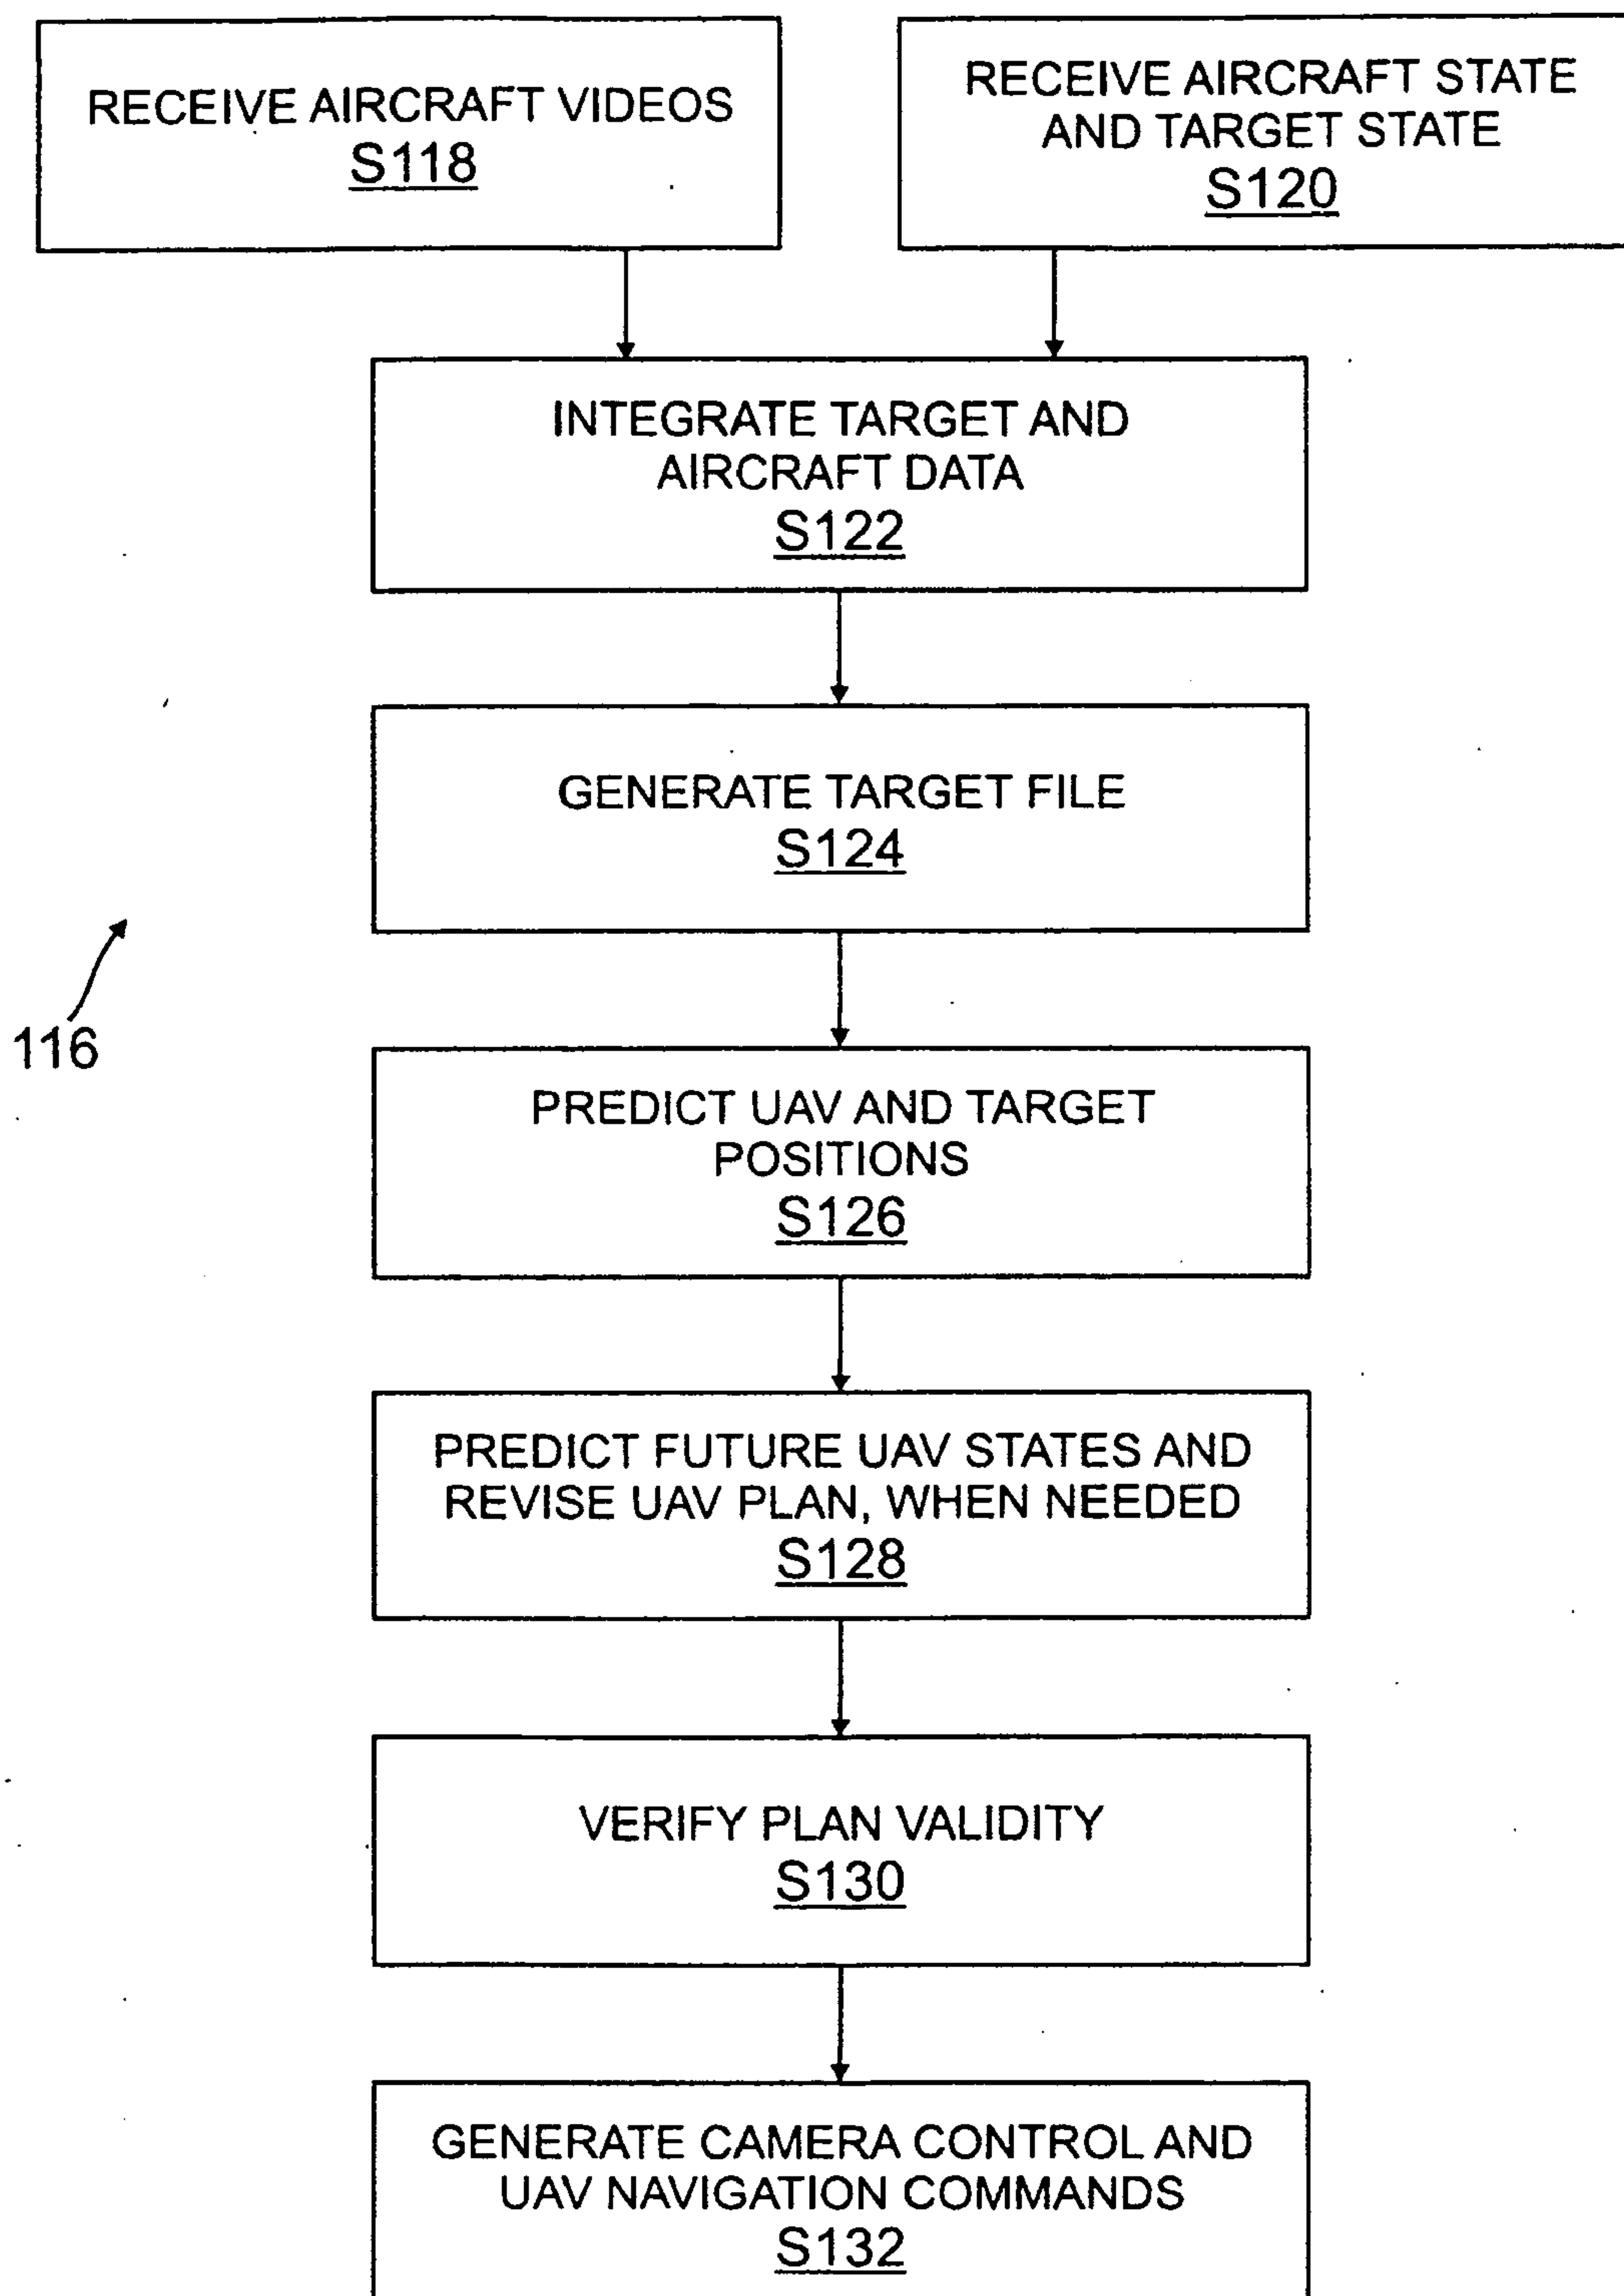 RECEIVE AIRCRAFT VIDEOS
S118
RECEIVE AIRCRAFT STATE
AND TARGET STATE
S120
INTEGRATE TARGET AND
AIRCRAFT DATA
S122
GENERATE TARGET FILE
S124
116
PREDICT UAV AND TARGET
POSITIONS
S126
PREDICT FUTURE UAV STATES AND
REVISE UAV PLAN, WHEN NEEDED
S128
VERIFY PLAN VALIDITY
S130
GENERATE CAMERA CONTROL AND
UAV NAVIGATION COMMANDS
S132